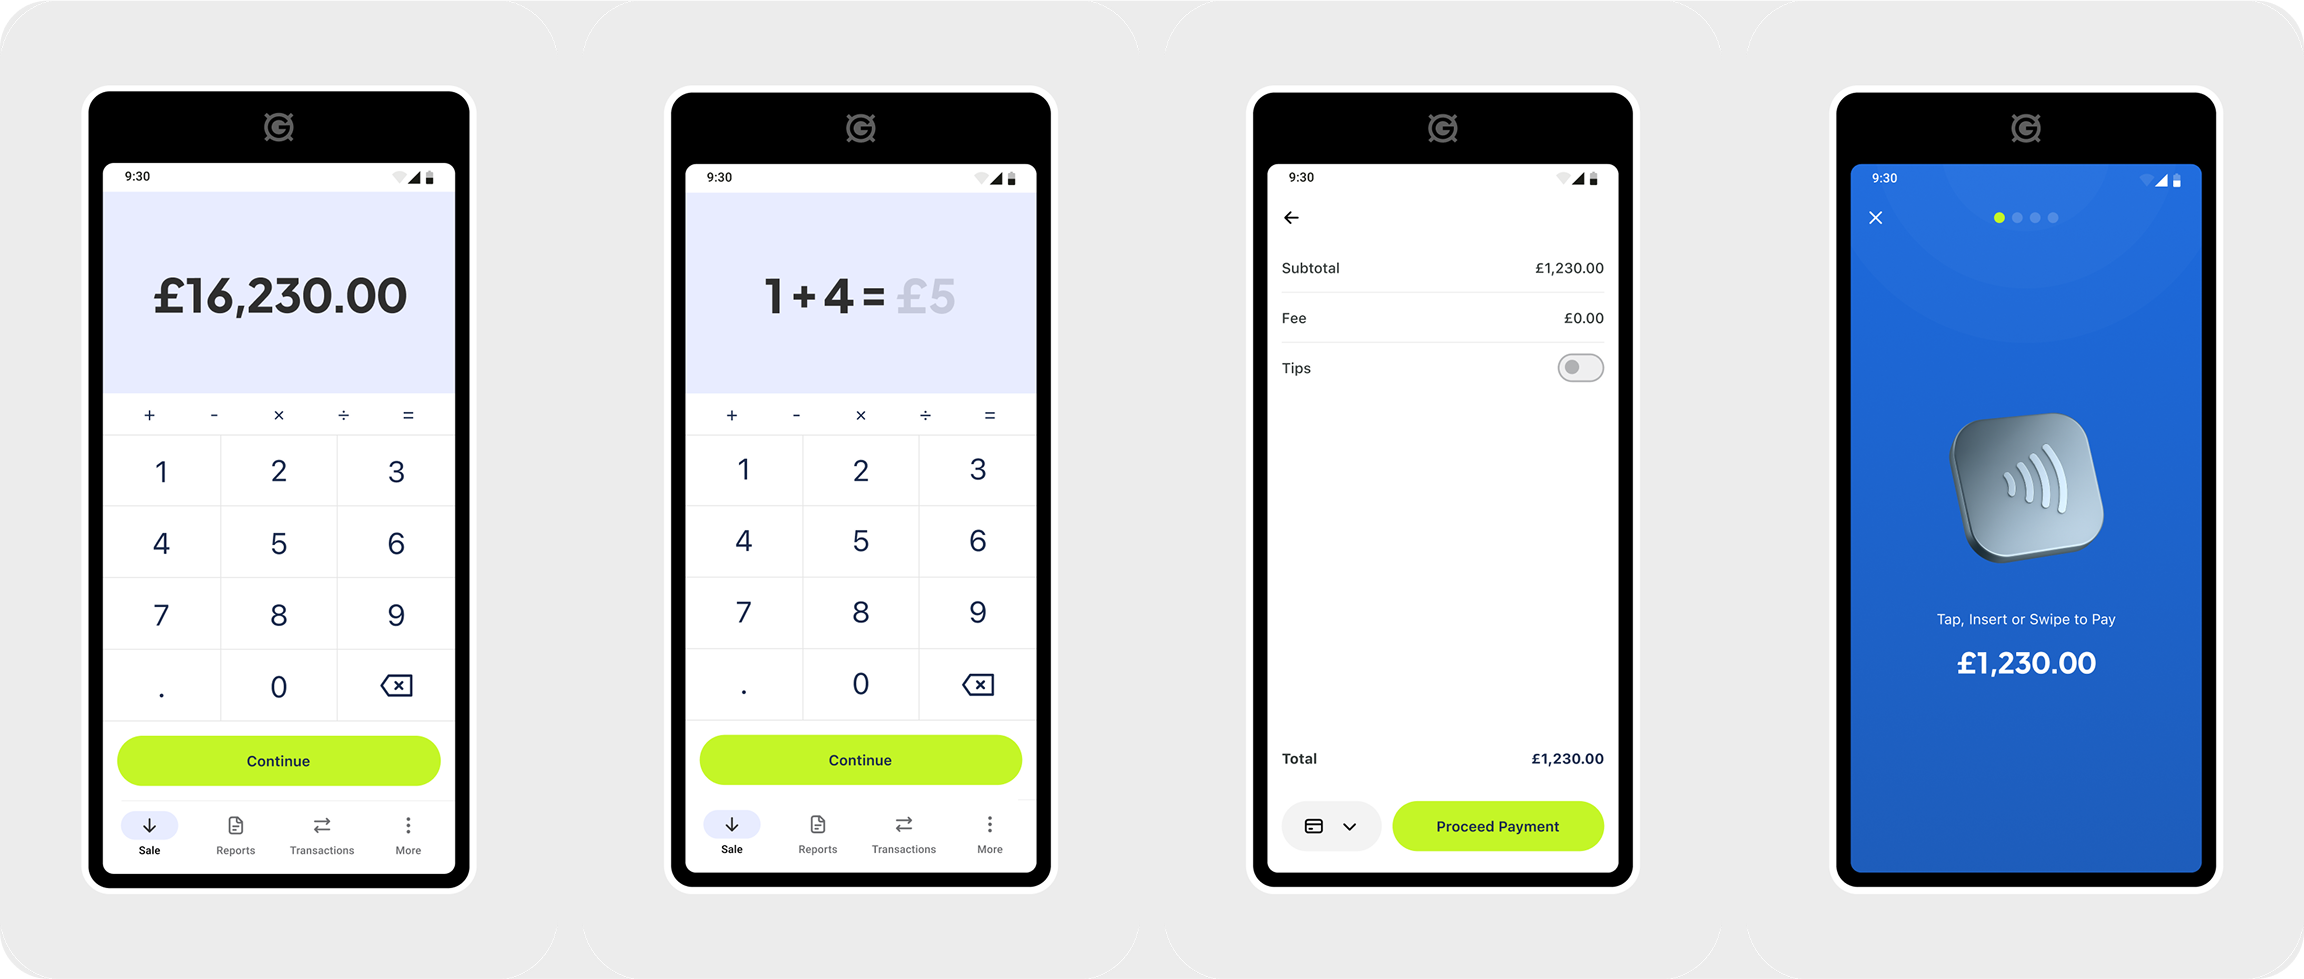 9:30
£16,230.00
+ - × ÷ =
1 2 3
4 5 6
7 8 9
. 0
Continue
Sale Reports Transactions More
9:30
1+4= £5
+ - × ÷ =
1 2 3
4 5 6
7 8 9
. 0
Continue
Sale Reports Transactions More
9:30
Subtotal £1,230.00
Fee £0.00
Tips
Total £1,230.00
Proceed Payment
9:30
Tap, Insert or Swipe to Pay
£1,230.00